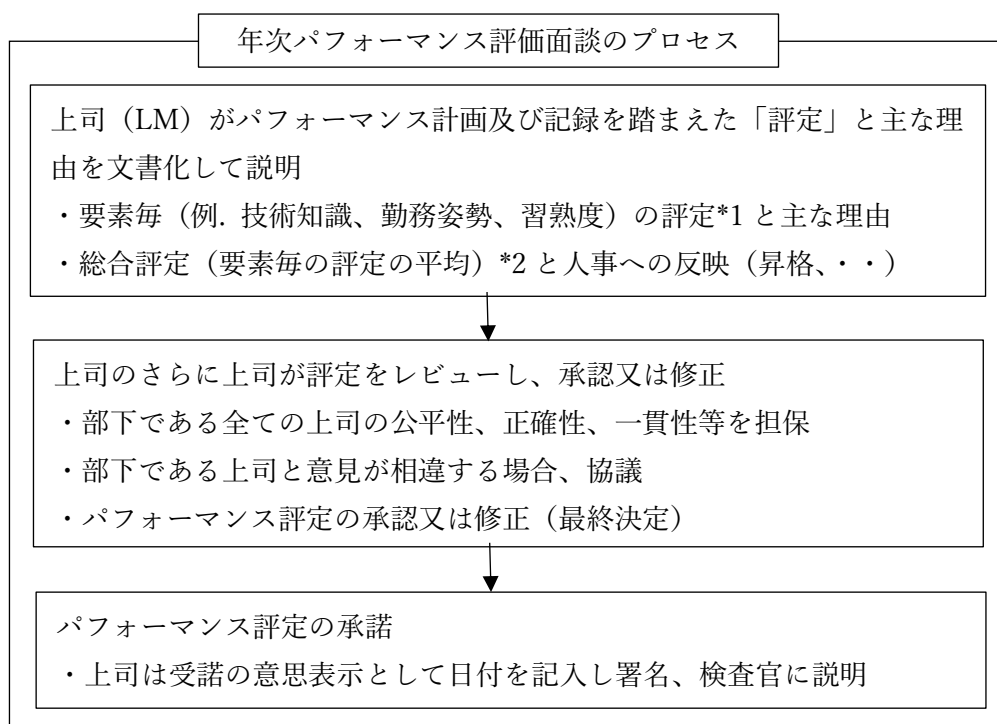 年次パフォーマンス評価面談のプロセス
上司（LM）がパフォーマンス計画及び記録を踏まえた「評定」と主な理
由を文書化して説明
・要素毎（例. 技術知識、勤務姿勢、習熟度）の評定*1 と主な理由
・総合評定（要素毎の評定の平均）*2 と人事への反映（昇格、・・）
上司のさらに上司が評定をレビューし、承認又は修正
・部下である全ての上司の公平性、正確性、一貫性等を担保
・部下である上司と意見が相違する場合、協議
・パフォーマンス評定の承認又は修正（最終決定）
パフォーマンス評定の承諾
・上司は受諾の意思表示として日付を記入し署名、検査官に説明